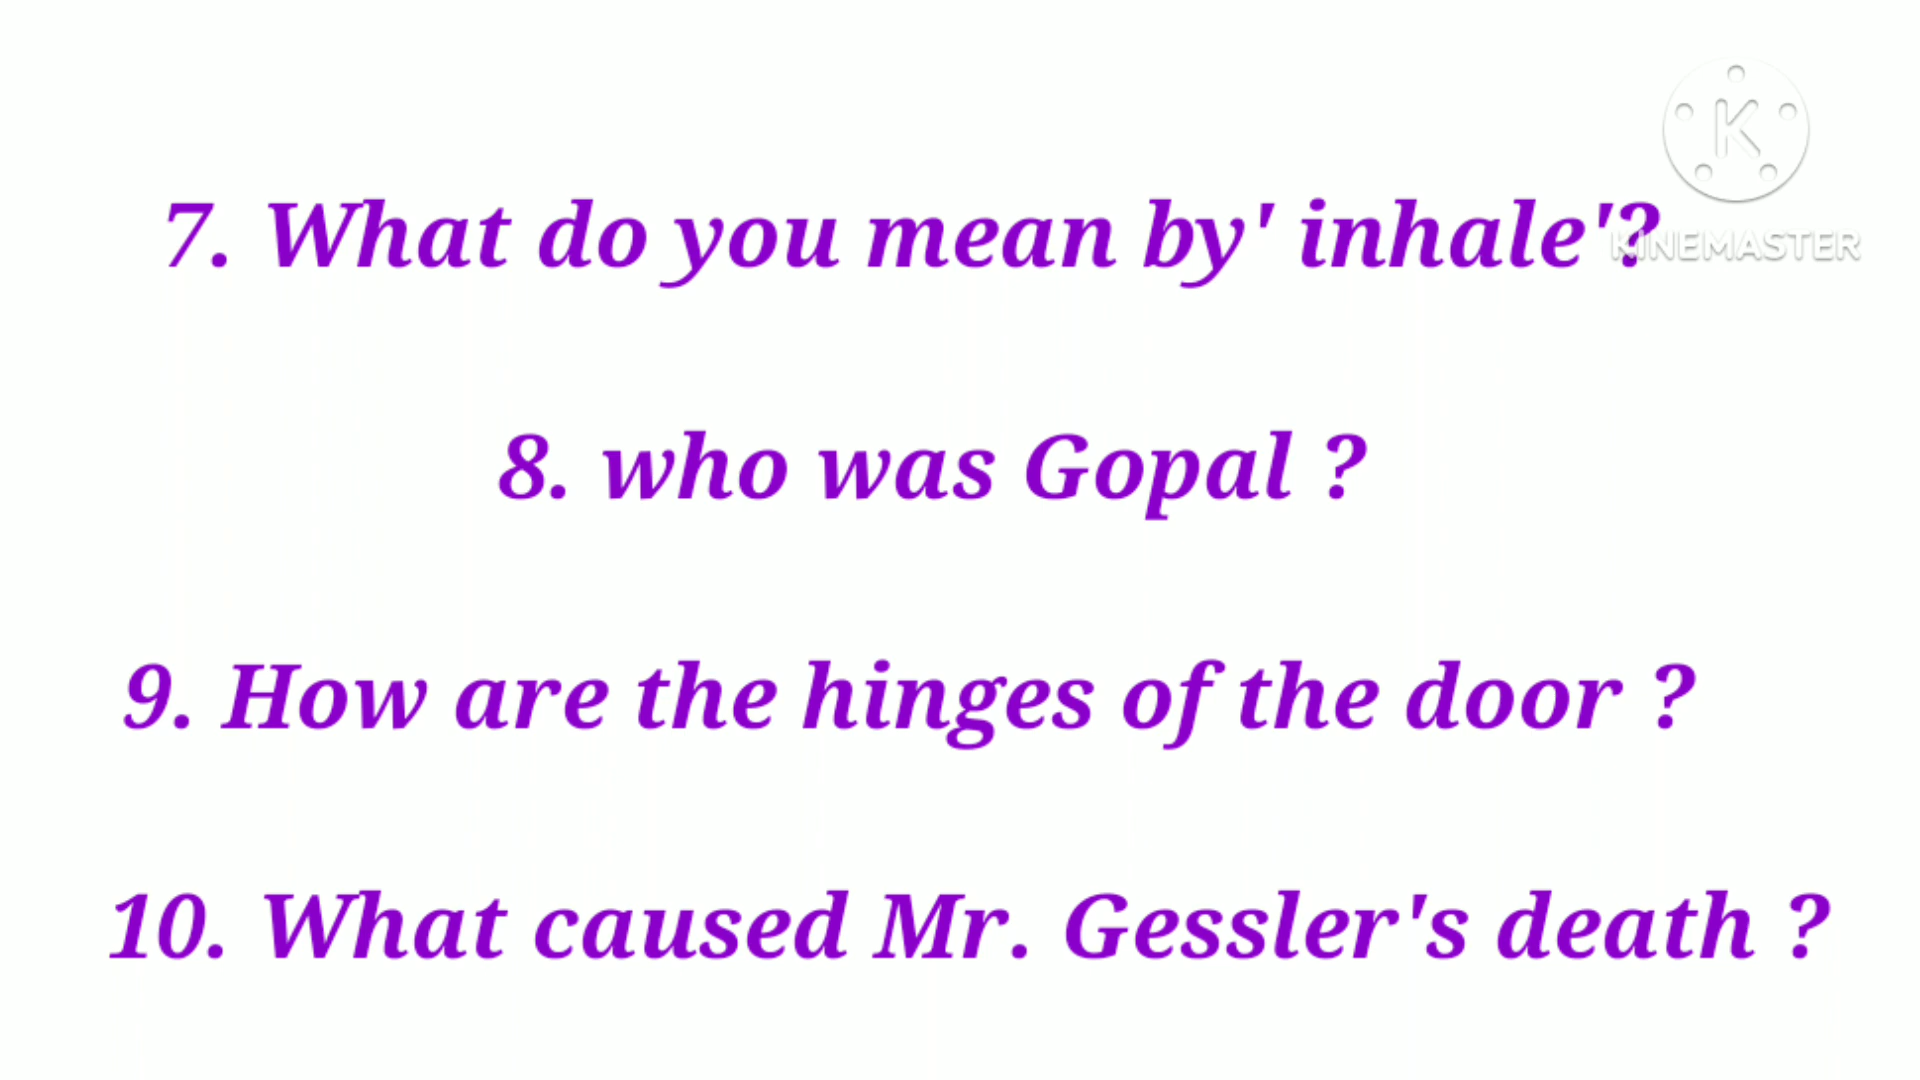 7. What do you mean by' inhale'?
KINEMASTER
8. who was Gopal ?
9. How are the hinges of the door ?
10. What caused Mr. Gessler's death ?